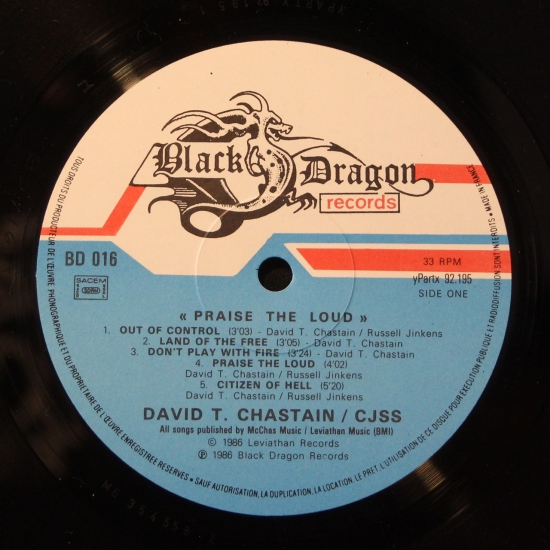 Black Dragon
records
BD 016
SACEM
33 RPM
yPartx 92.195
SIDE ONE
« PRAISE THE LOUD »
1. OUT OF CONTROL (3'03) - David T. Chastain / Russell Jinkens
2. LAND OF THE FREE (3'05) - David T. Chastain
3. DON'T PLAY WITH FIRE (3'24) - David T. Chastain
4. PRAISE THE LOUD (4'02)
David T. Chastain / Russell Jinkens
5. CITIZEN OF HELL (5'20)
David T. Chastain / Russell Jinkens
DAVID T. CHASTAIN / CJSS
All songs published by McChas Music / Leviathan Music (BMI)
© 1986 Leviathan Records
℗ 1986 Black Dragon Records
TOUS DROITS DU PRODUCTEUR DE L'ŒUVRE PHONOGRAPHIQUE ET DU PROPRIETAIRE DE L'ŒUVRE ENREGISTREE RESERVES • SAUF AUTORISATION, LA DUPLICATION, LA LOCATION, LE PRET, L'UTILISATION DE CE DISQUE POUR EXECUTION PUBLIQUE ET RADIODIFFUSION SONT INTERDITS • MADE IN FRANCE